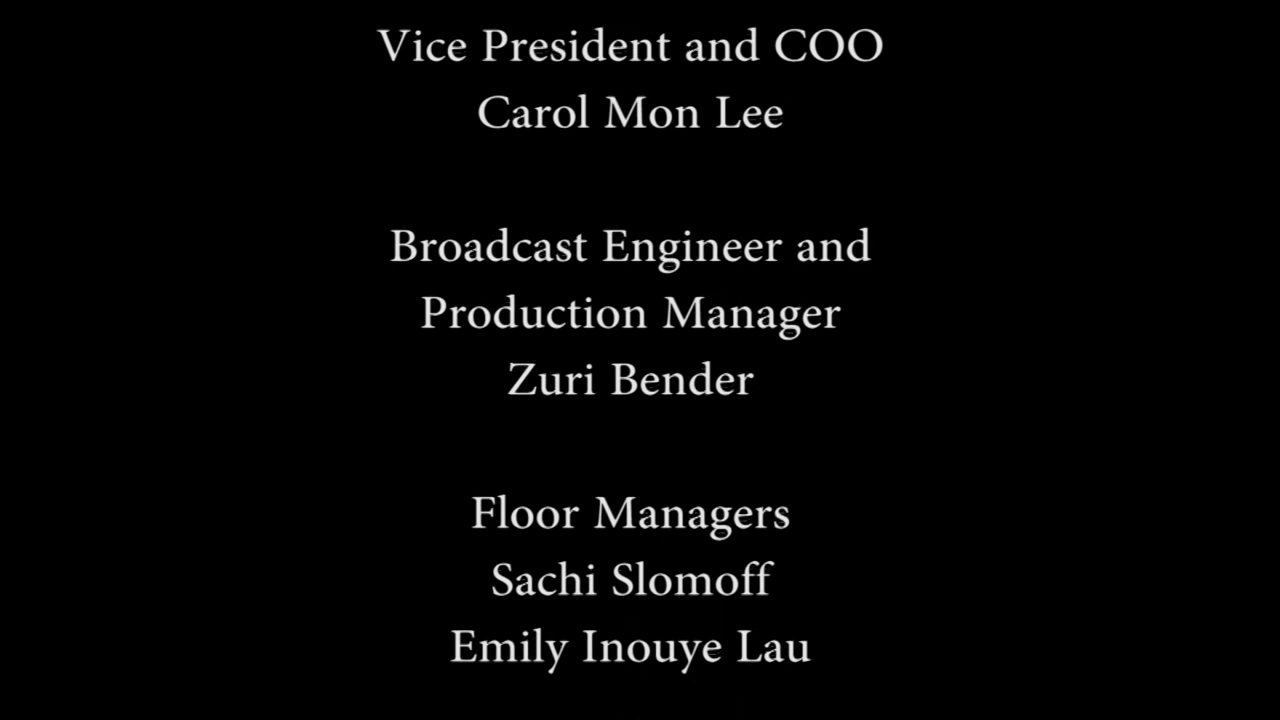 Vice President and COO
Carol Mon Lee
Broadcast Engineer and
Production Manager
Zuri Bender
Floor Managers
Sachi Slomoff
Emily Inouye Lau